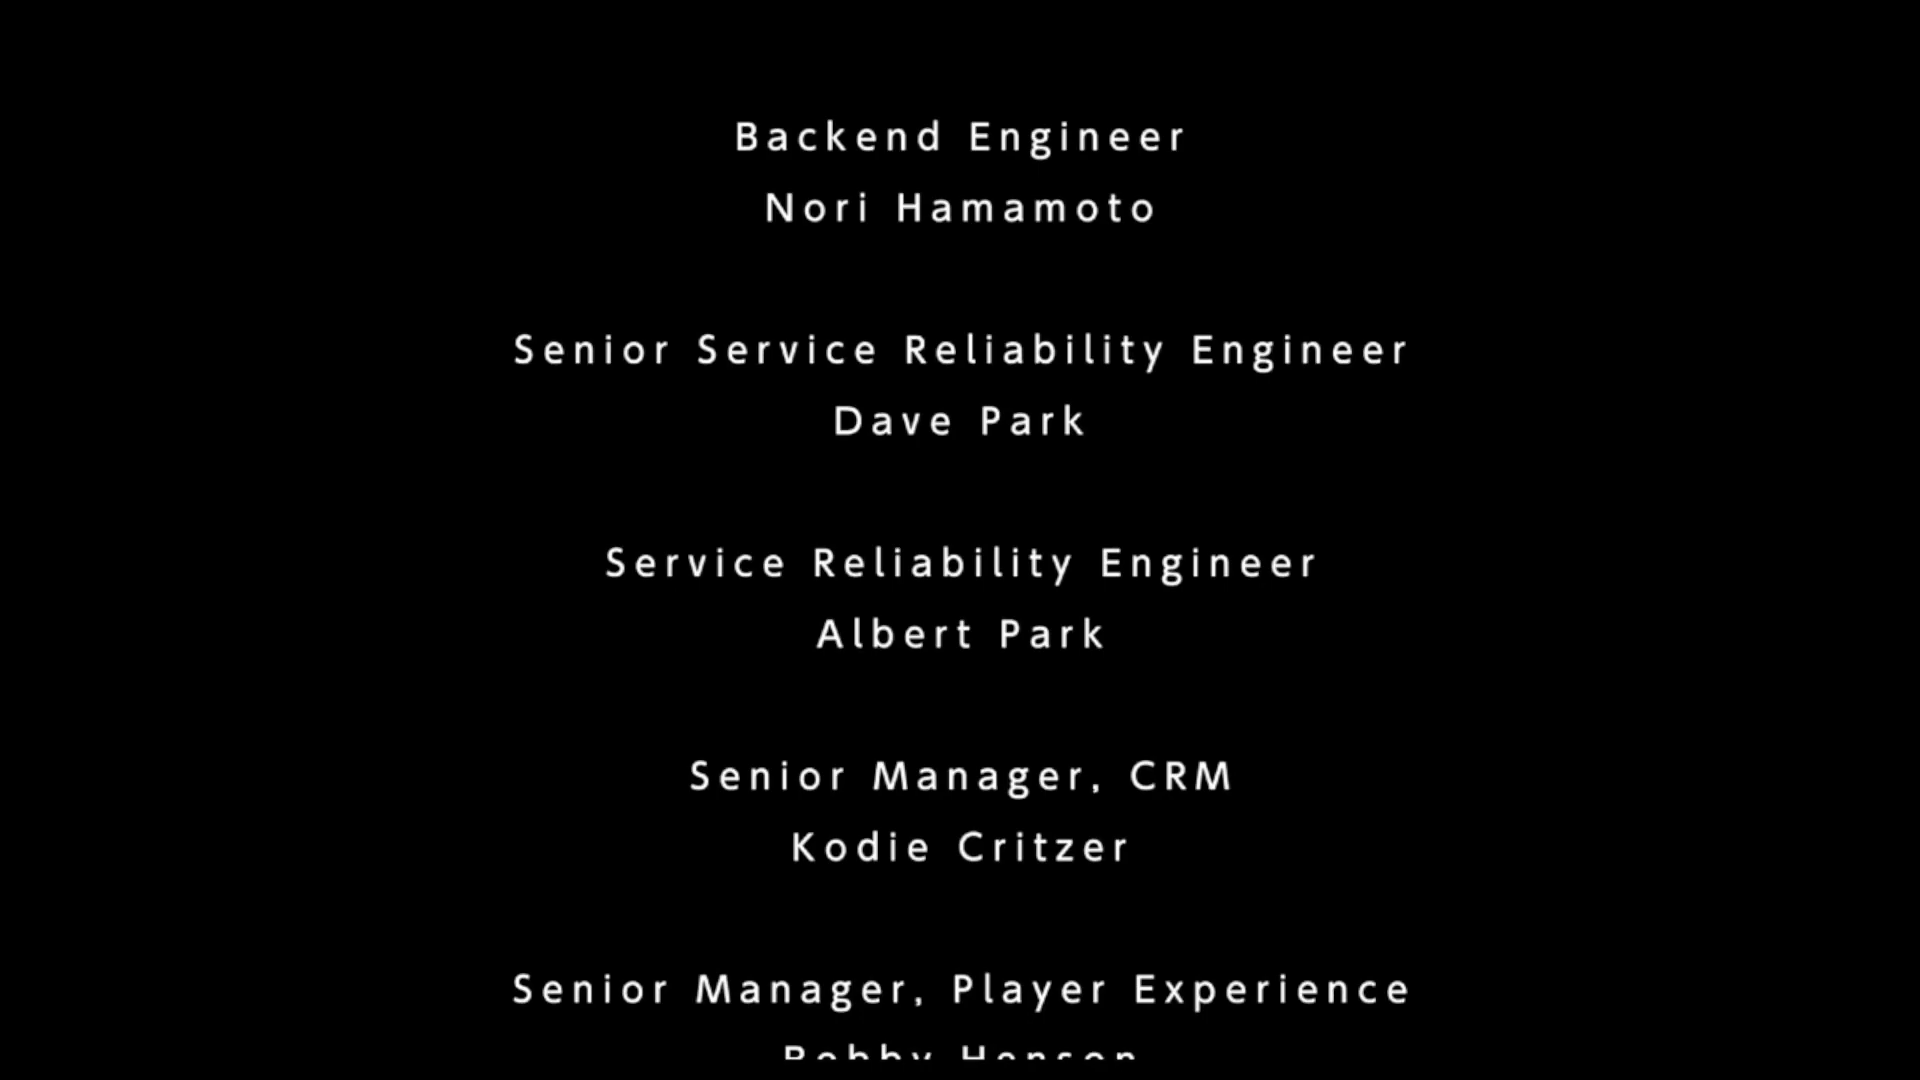 Backend Engineer
Nori Hamamoto
Senior Service Reliability Engineer
Dave Park
Service Reliability Engineer
Albert Park
Senior Manager, CRM
Kodie Critzer
Senior Manager, Player Experience
Bobby